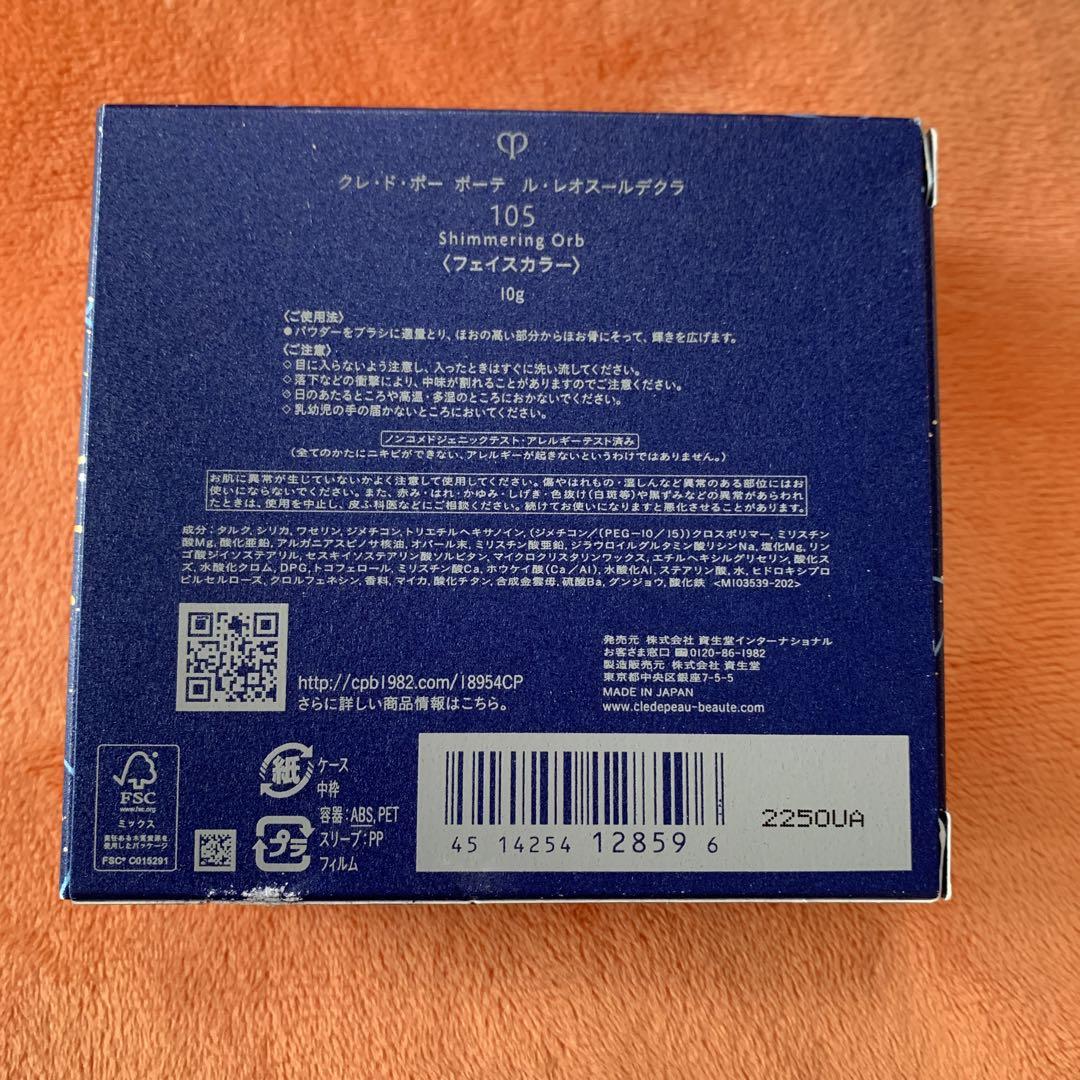 クレ・ド・ポー ボーテ ル・レオスールデクラ
105
Shimmering Orb
〈フェイスカラー〉
10g
〈ご使用法〉
●パウダーをブラシに適量とり、ほおの高い部分からほお骨にそって、輝きを広げます。
〈ご注意〉
◇目に入らないよう注意し、入ったときはすぐに洗い流してください。
◇落下などの衝撃により、中味が割れることがありますのでご注意ください。
◇日のあたるところや高温・多湿のところにおかないでください。
◇乳幼児の手の届かないところにおいてください。
ノンコメドジェニックテスト・アレルギーテスト済み
(全てのかたにニキビができない、アレルギーが起きないというわけではありません。)
お肌に異常が生じていないかよく注意して使用してください。傷やはれもの・湿しんなど異常のある部位にはお
使いにならないでください。また、赤み・はれ・かゆみ・しげき・色抜け(白斑等)や黒ずみなどの異常があらわれ
たときは、使用を中止し、皮ふ科医などにご相談ください。続けてお使いになりますと悪化させることがあります。
成分：タルク,シリカ,ワセリン,ジメチコン,トリエチルヘキサノイン,(ジメチコン／(PEG-10／15))クロスポリマー,ミリスチン
酸Mg,酸化亜鉛,アルガニアスピノサ核油,オパール末,ミリスチン酸亜鉛,ジラウロイルグルタミン酸リシンNa,塩化Mg,リン
ゴ酸ジイソステアリル,セスキイソステアリン酸ソルビタン,マイクロクリスタリンワックス,エチルヘキシルグリセリン,酸化ス
ズ,水酸化クロム,DPG,トコフェロール,ミリスチン酸Ca,ホウケイ酸(Ca／Al),水酸化Al,ステアリン酸,水,ヒドロキシプロ
ピルセルロース,クロルフェネシン,香料,マイカ,酸化チタン,合成金雲母,硫酸Ba,グンジョウ,酸化鉄 <M103539-202>
http://cpb1982.com/18954CP
さらに詳しい商品情報はこちら。
発売元 株式会社 資生堂インターナショナル
お客さま窓口 0120-86-1982
製造販売元 株式会社 資生堂
東京都中央区銀座7-5-5
MADE IN JAPAN
www.cledepeau-beaute.com
FSC
www.fsc.org
ミックス
責任ある木質資源を
使用したパッケージ
FSC® C015291
紙
ケース
中枠
プラ
容器：ABS,PET
スリーブ：PP
フィルム
45 14254 12859 6
2250UA